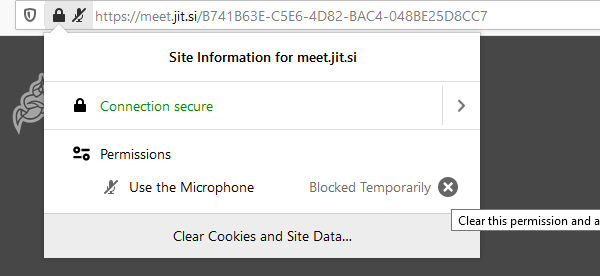 https://meet.jit.si/B741B63E-C5E6-4D82-BAC4-048BE25D8CC7
Site Information for meet.jit.si
Connection secure
Permissions
Use the Microphone Blocked Temporarily
Clear this permission and a
Clear Cookies and Site Data...